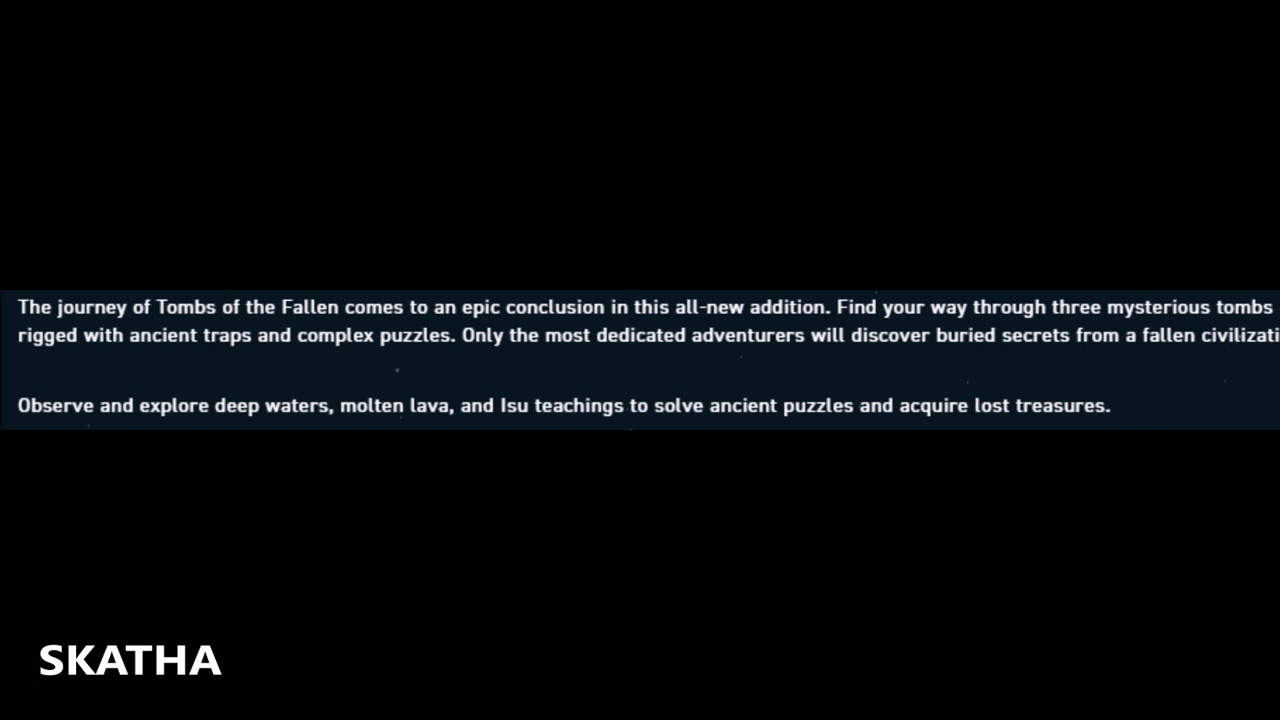 The journey of Tombs of the Fallen comes to an epic conclusion in this all-new addition. Find your way through three mysterious tombs
rigged with ancient traps and complex puzzles. Only the most dedicated adventurers will discover buried secrets from a fallen civilizati
Observe and explore deep waters, molten lava, and Isu teachings to solve ancient puzzles and acquire lost treasures.
SKATHA